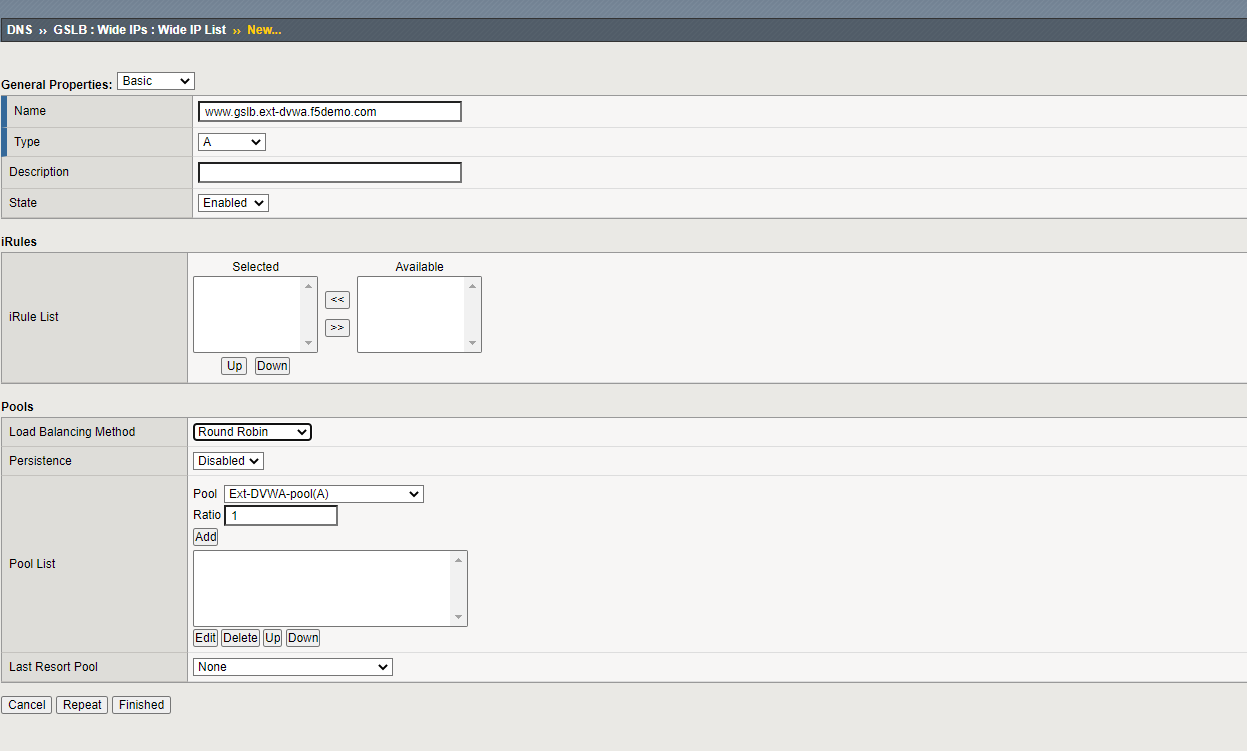 DNS ›› GSLB : Wide IPs : Wide IP List ›› New...
General Properties: Basic
Name www.gslb.ext-dvwa.f5demo.com
Type A
Description
State Enabled
iRules
Selected Available
iRule List
<<
>>
Up Down
Pools
Load Balancing Method Round Robin
Persistence Disabled
Pool List
Pool Ext-DVWA-pool(A)
Ratio 1
Add
Edit Delete Up Down
Last Resort Pool None
Cancel Repeat Finished